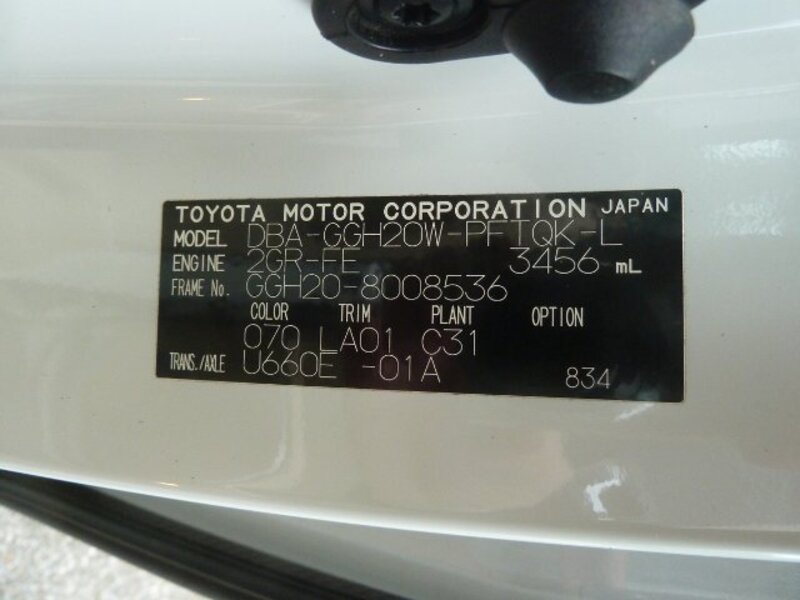 TOYOTA MOTOR CORPORATION JAPAN
MODEL DBA-GGH20W-PFTQK-L
ENGINE 2GR-FE 3456 mL
FRAME No. GGH20-8008536
COLOR TRIM PLANT OPTION
070 LA01 C31
TRANS./AXLE U660E -01A 834